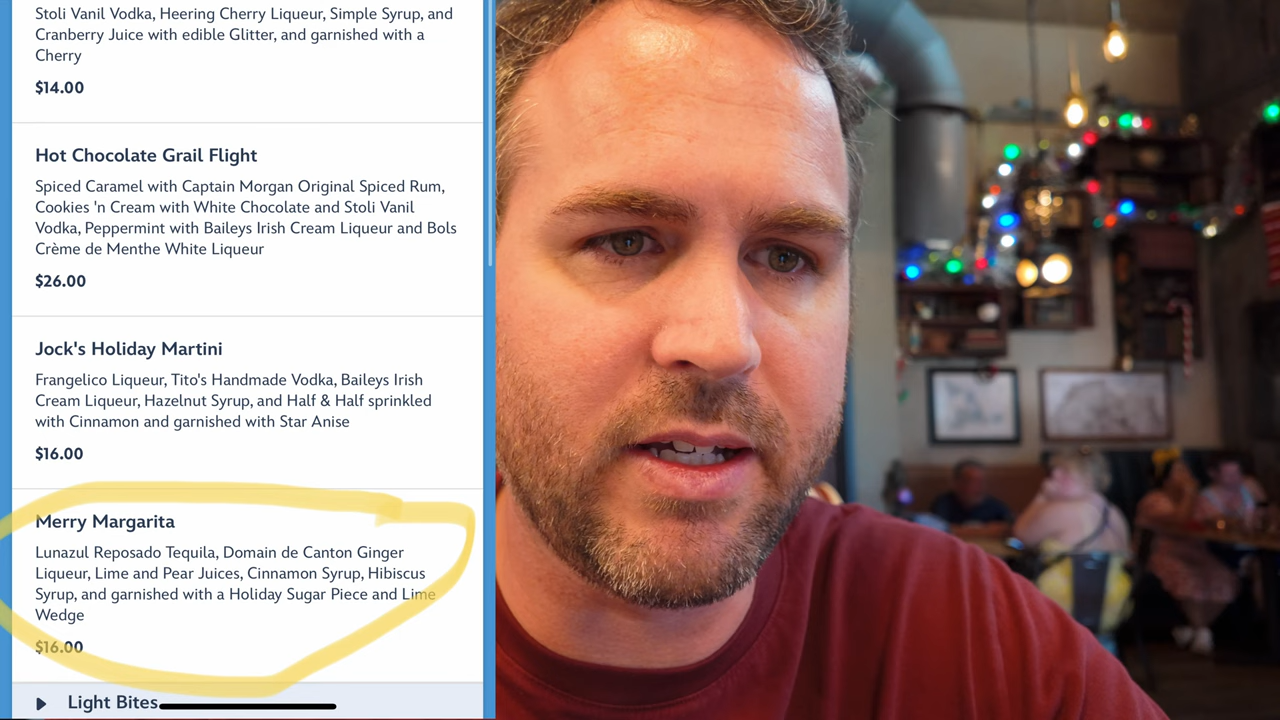 Stoli Vanil Vodka, Heering Cherry Liqueur, Simple Syrup, and
Cranberry Juice with edible Glitter, and garnished with a
Cherry
$14.00
Hot Chocolate Grail Flight
Spiced Caramel with Captain Morgan Original Spiced Rum,
Cookies 'n Cream with White Chocolate and Stoli Vanil
Vodka, Peppermint with Baileys Irish Cream Liqueur and Bols
Crème de Menthe White Liqueur
$26.00
Jock's Holiday Martini
Frangelico Liqueur, Tito's Handmade Vodka, Baileys Irish
Cream Liqueur, Hazelnut Syrup, and Half & Half sprinkled
with Cinnamon and garnished with Star Anise
$16.00
Merry Margarita
Lunazul Reposado Tequila, Domain de Canton Ginger
Liqueur, Lime and Pear Juices, Cinnamon Syrup, Hibiscus
Syrup, and garnished with a Holiday Sugar Piece and Lime
Wedge
$16.00
Light Bites